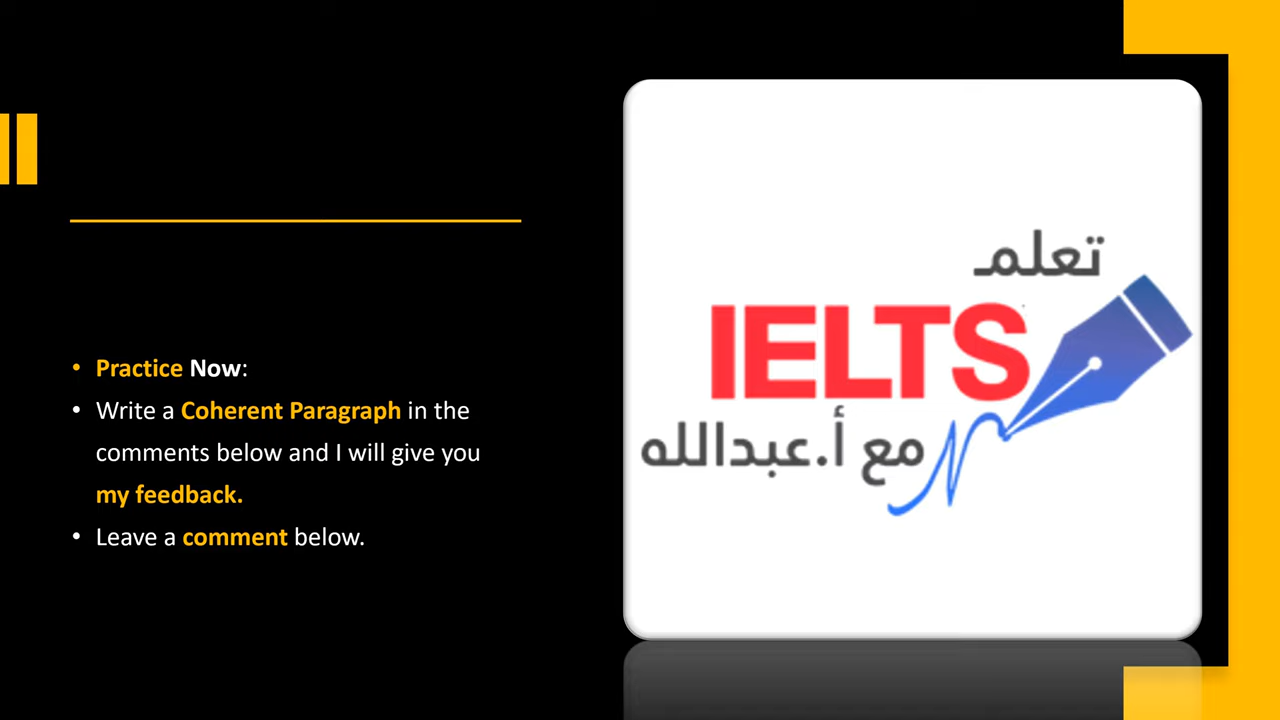 Practice Now:
Write a Coherent Paragraph in the
comments below and I will give you
my feedback.
Leave a comment below.
تعلم
IELTS
مع أ.عبدالله